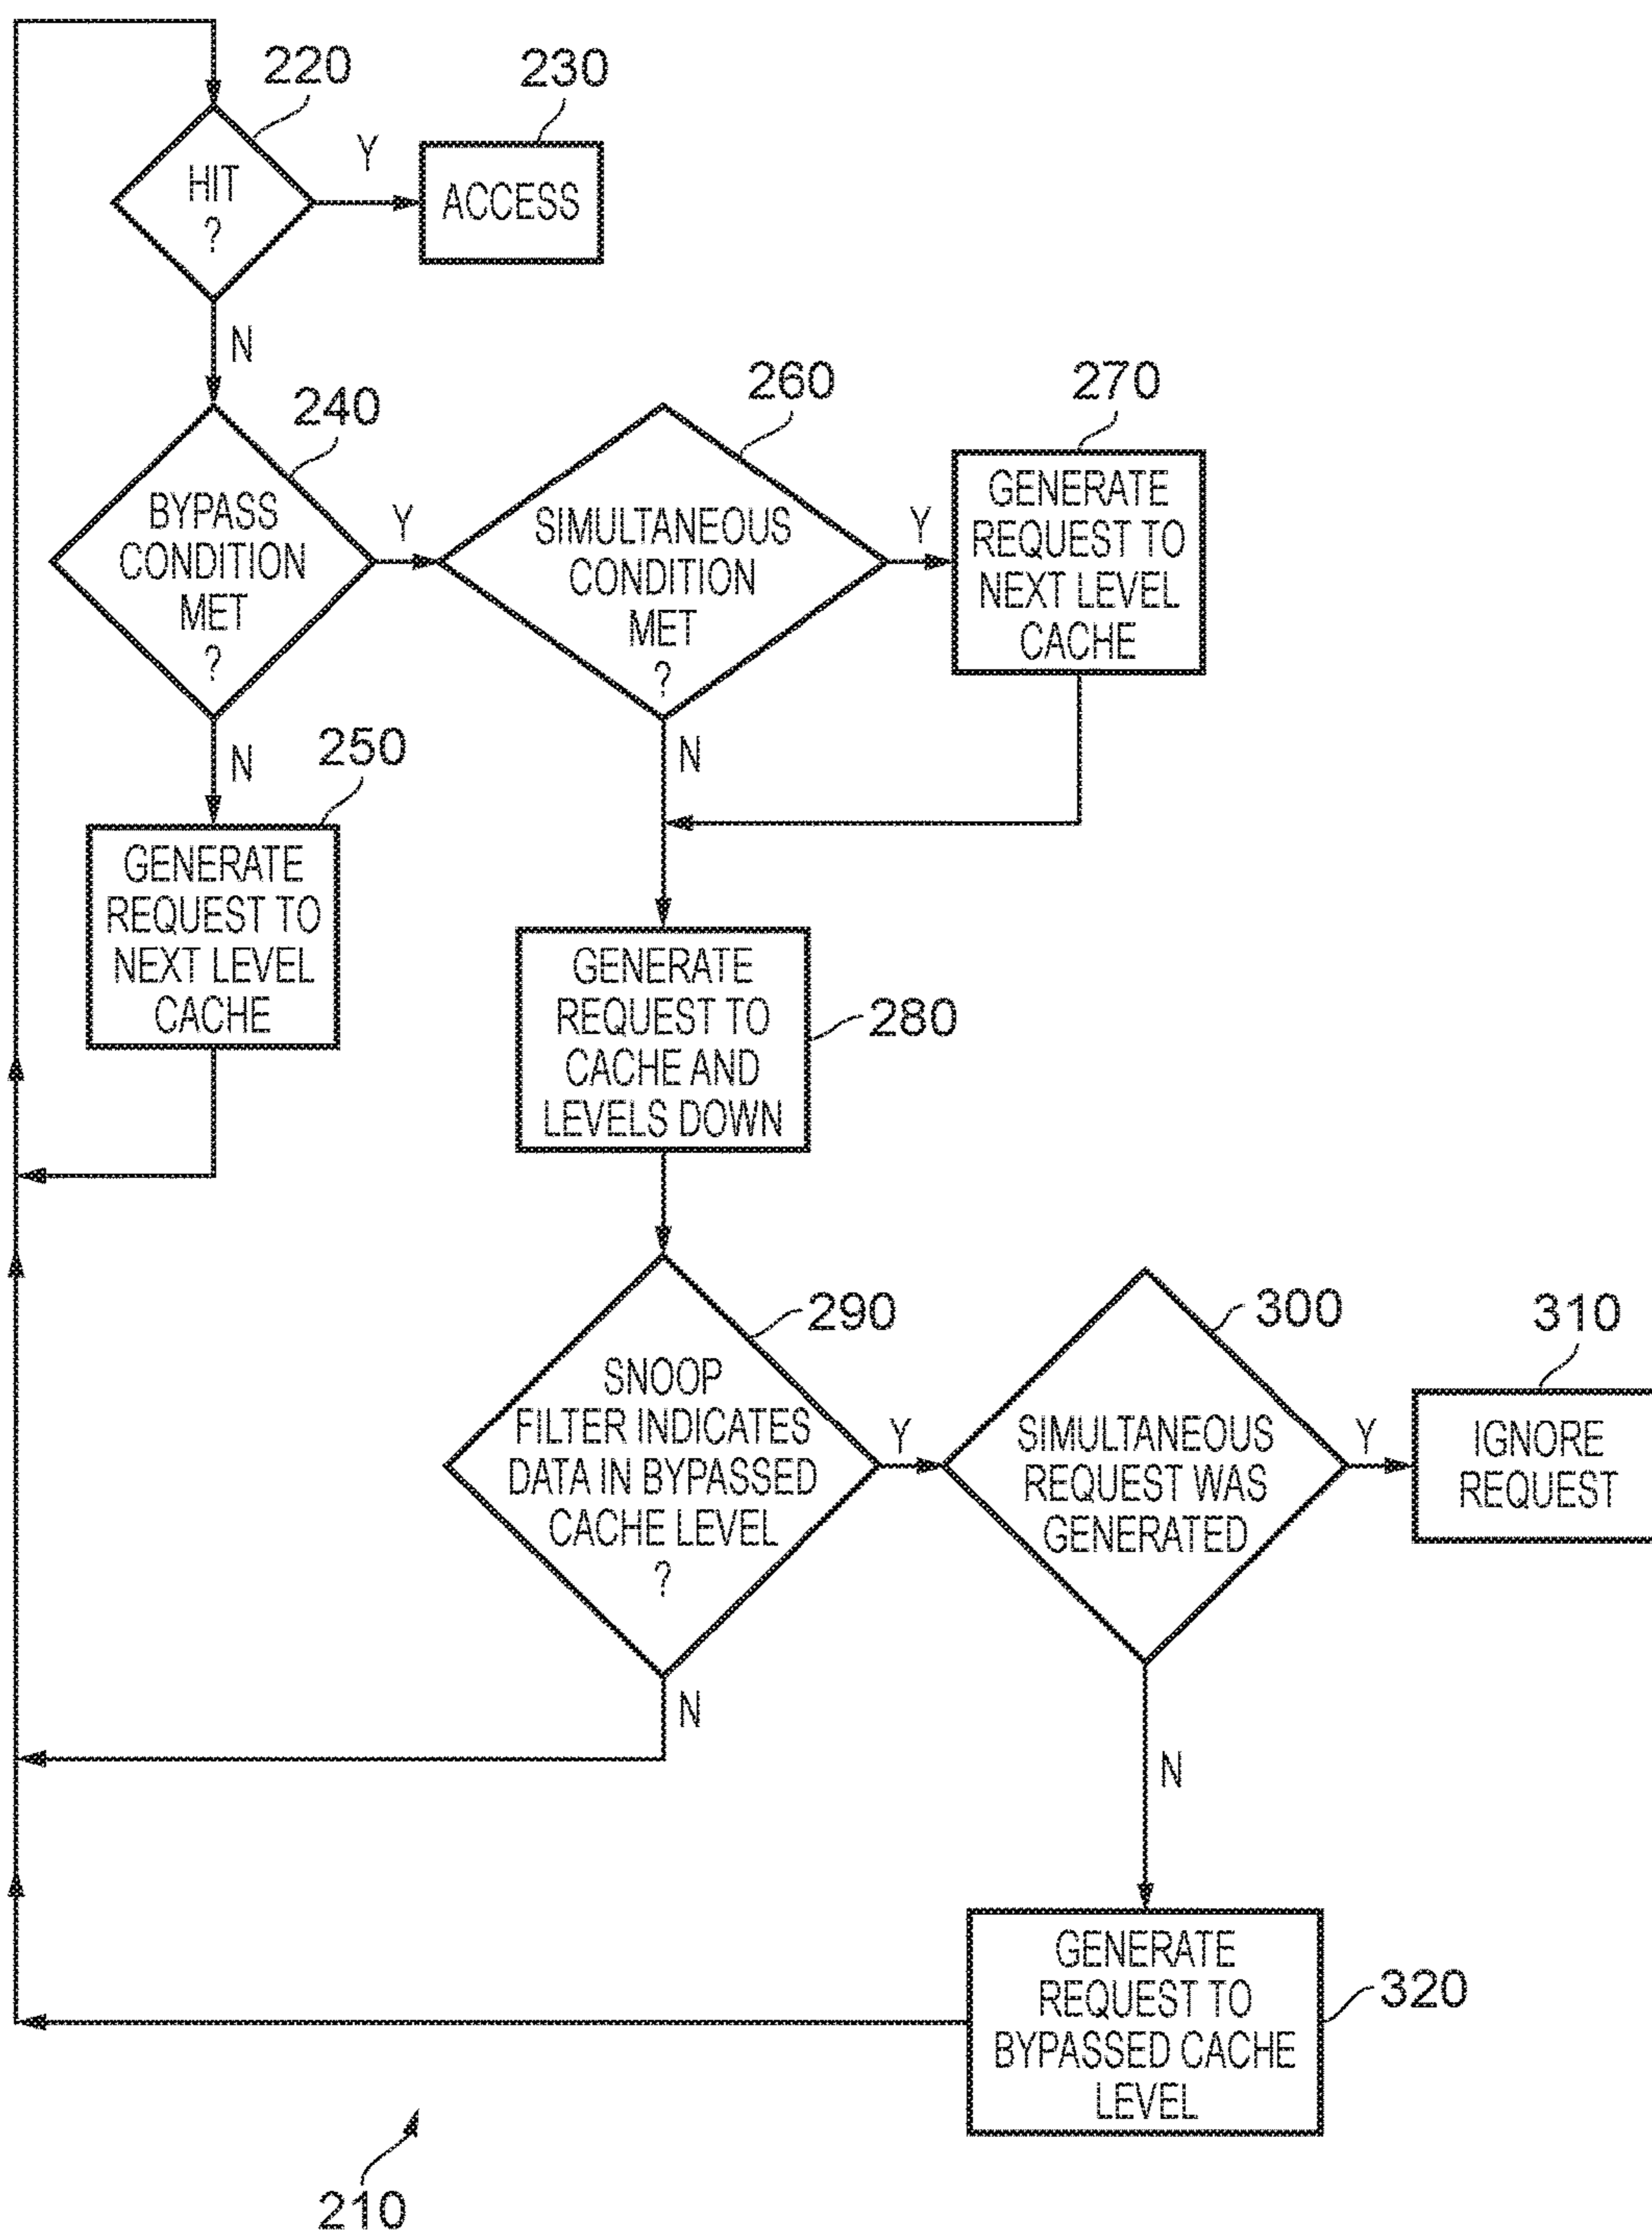 220
230
HIT
?
Y
ACCESS
N
240
260
270
BYPASS
CONDITION
MET
?
Y
SIMULTANEOUS
CONDITION
MET
?
Y
GENERATE
REQUEST TO
NEXT LEVEL
CACHE
N
250
N
GENERATE
REQUEST TO
NEXT LEVEL
CACHE
GENERATE
REQUEST TO
CACHE AND
LEVELS DOWN
280
290
300
310
SNOOP
FILTER INDICATES
DATA IN BYPASSED
CACHE LEVEL
?
Y
SIMULTANEOUS
REQUEST WAS
GENERATED
Y
IGNORE
REQUEST
N
N
GENERATE
REQUEST TO
BYPASSED CACHE
LEVEL
320
210